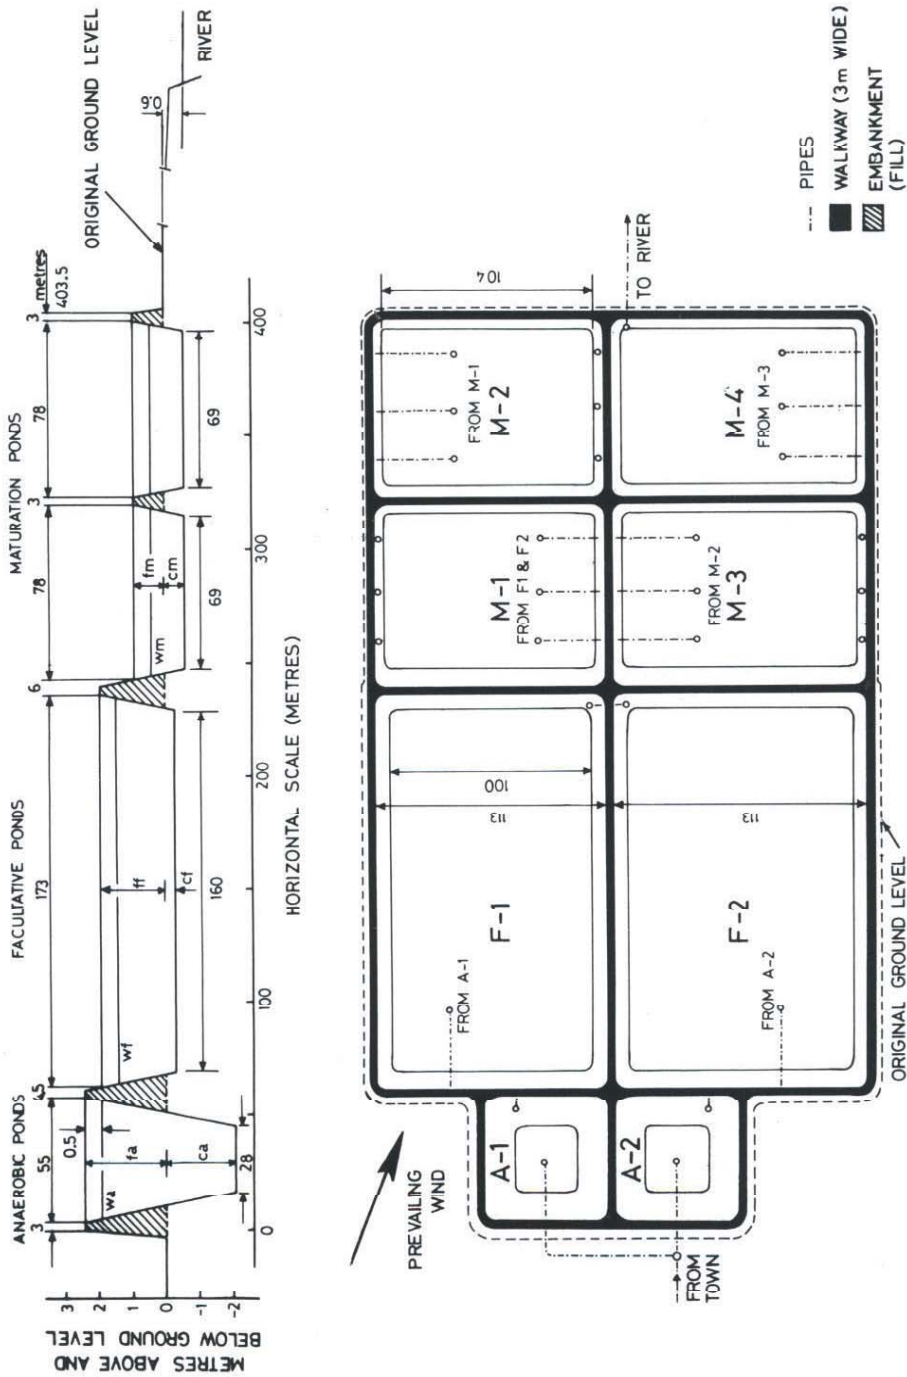 ANAEROBIC PONDS
FACULTATIVE PONDS
MATURATION PONDS
3
55
4.5
173
6
78
3
78
3
metres
403.5
0.5
ORIGINAL GROUND LEVEL
RIVER
0.6
wa
fa
ca
28
wf
ff
cf
160
wm
fm
cm
69
69
METRES ABOVE AND
BELOW GROUND LEVEL
3
2
1
0
-1
-2
0
100
200
300
400
HORIZONTAL SCALE (METRES)
PREVAILING
WIND
FROM
TOWN
A-1
A-2
FROM A-1
F-1
FROM A-2
F-2
113
100
113
M-1
FROM F1 & F2
M-3
FROM M-2
M-2
FROM M-1
M-4
FROM M-3
104
TO RIVER
ORIGINAL GROUND LEVEL
PIPES
WALKWAY (3m WIDE)
EMBANKMENT
(FILL)